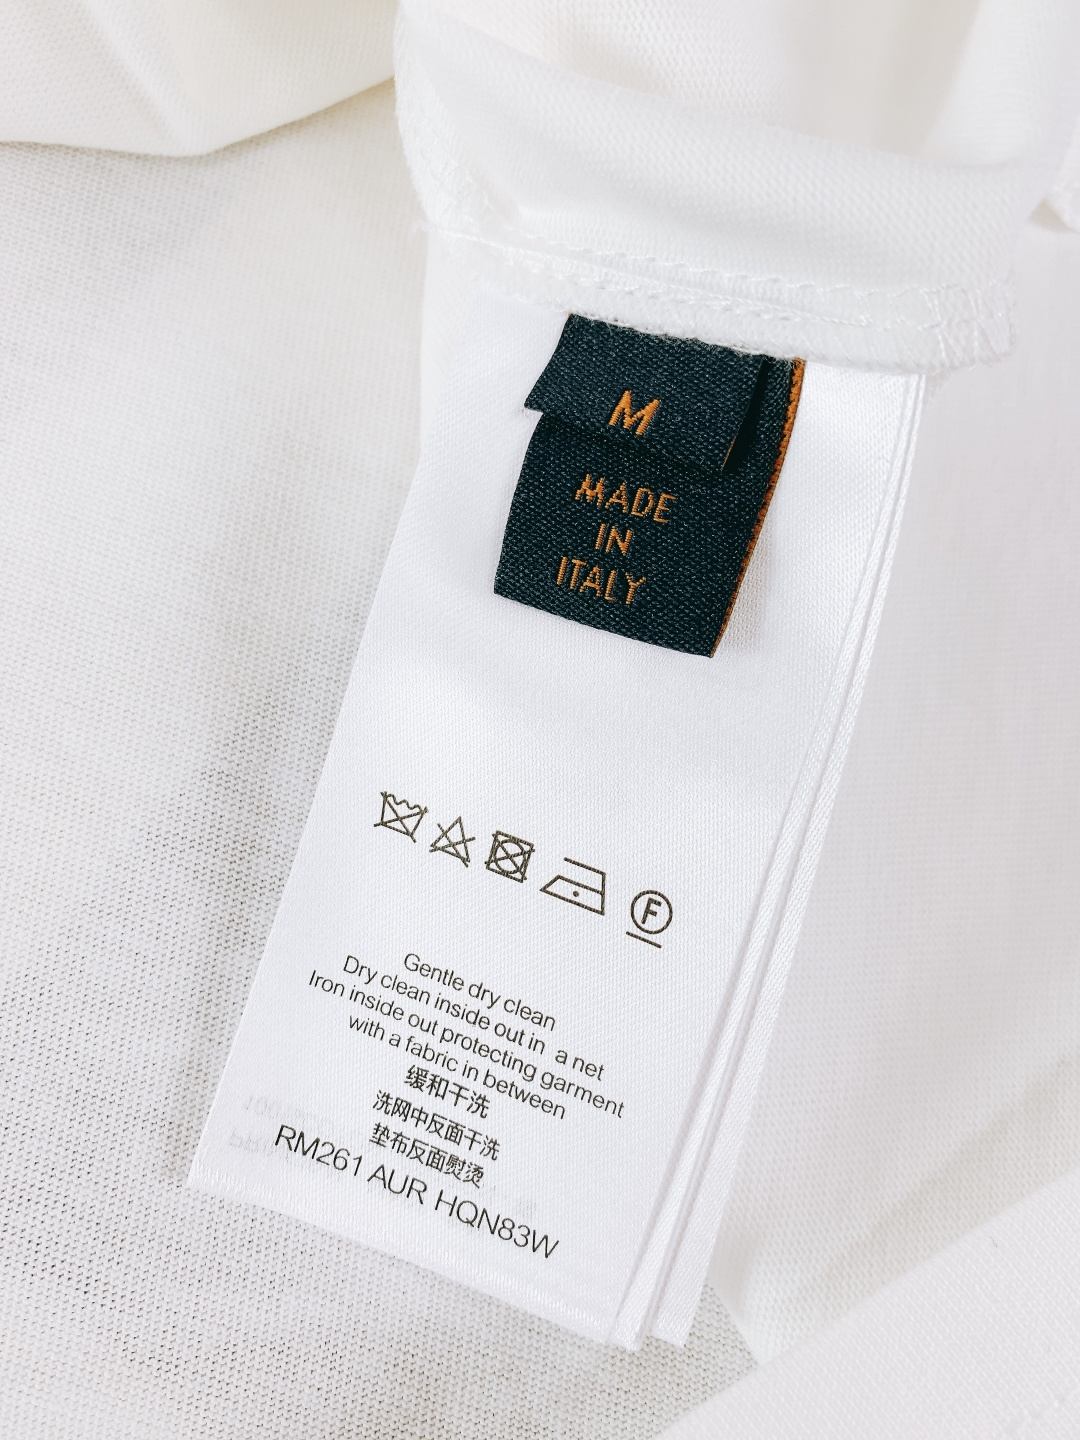 M
MADE
IN
ITALY
F
Gentle dry clean
Dry clean inside out in a net
Iron inside out protecting garment
with a fabric in between
缓和干洗
洗网中反面干洗
垫布反面熨烫
RM261 AUR HQN83W